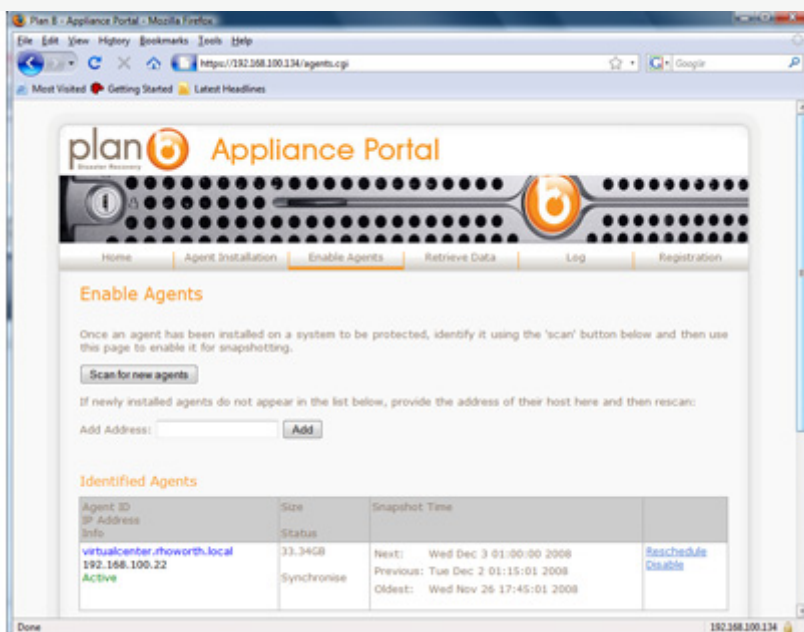 Plan B - Appliance Portal - Mozilla Firefox
File Edit View History Bookmarks Tools Help
https://192.168.100.134/agents.cgi
Google
Most Visited Getting Started Latest Headlines
plan b Appliance Portal
Disaster Recovery
b
Home Agent Installation Enable Agents Retrieve Data Log Registration
Enable Agents
Once an agent has been installed on a system to be protected, identify it using the 'scan' button below and then use
this page to enable it for snapshotting.
Scan for new agents
If newly installed agents do not appear in the list below, provide the address of their host here and then rescan:
Add Address: Add
Identified Agents
Agent ID Size Snapshot Time
IP Address
Info Status
virtualcenter.rhoworth.local 33.34GB Next: Wed Dec 3 01:00:00 2008 Reschedule
192.168.100.22 Previous: Tue Dec 2 01:15:01 2008 Disable
Active Synchronise Oldest: Wed Nov 26 17:45:01 2008
Done 192.168.100.134